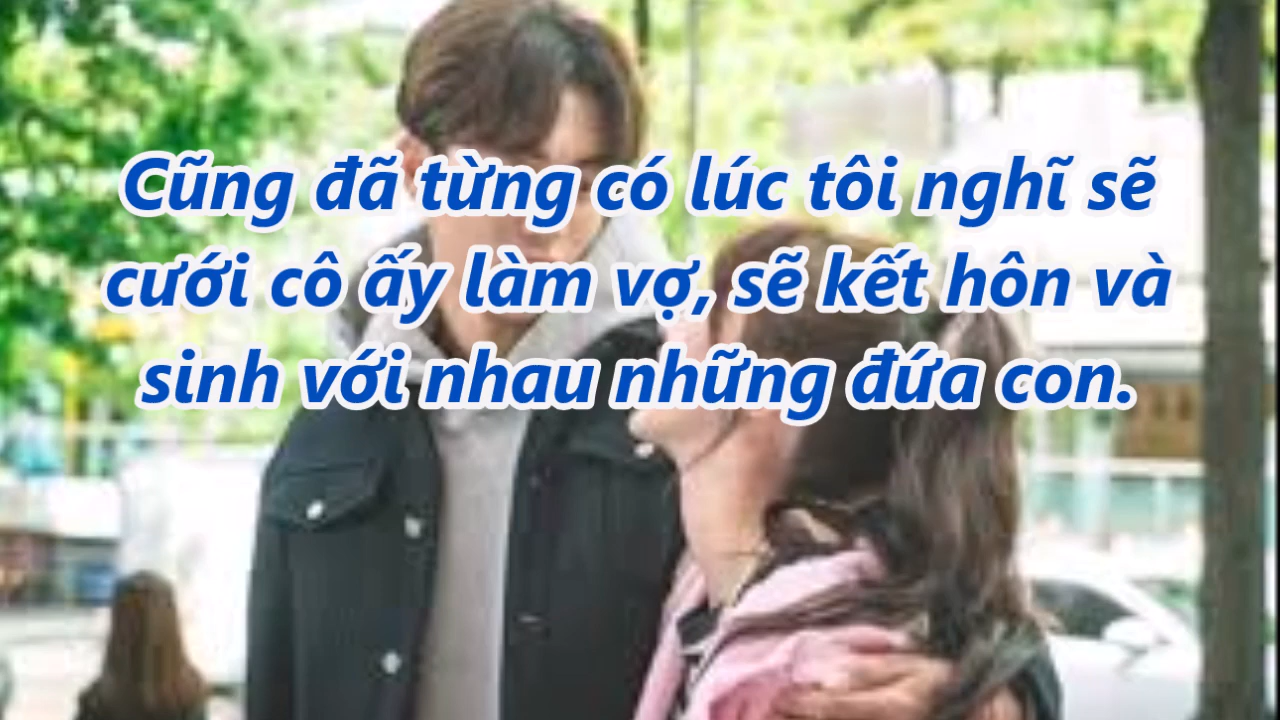 Cũng đã từng có lúc tôi nghĩ sẽ
cưới cô ấy làm vợ, sẽ kết hôn và
sinh với nhau những đứa con.